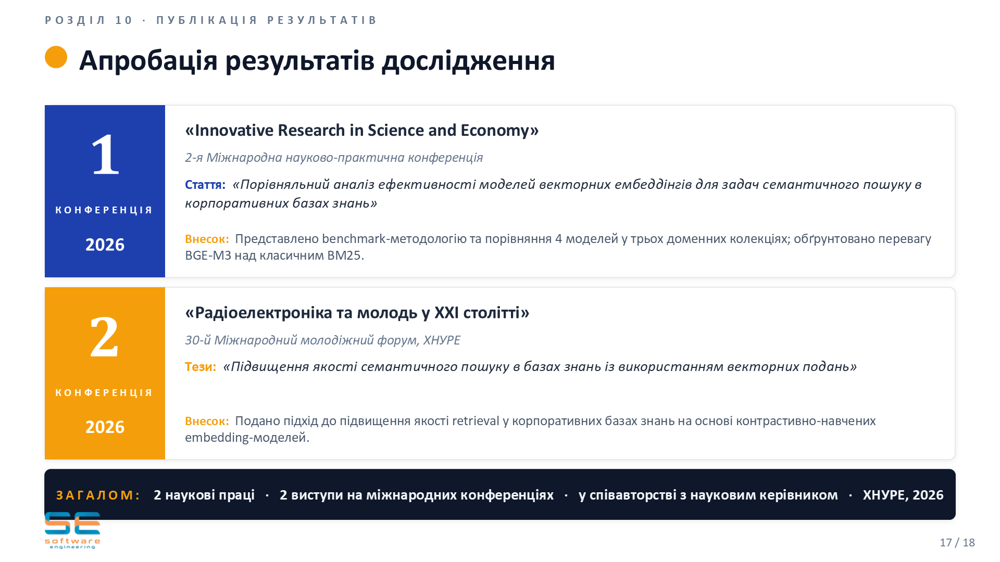 РОЗДІЛ 10 · ПУБЛІКАЦІЯ РЕЗУЛЬТАТІВ
Апробація результатів дослідження
1
КОНФЕРЕНЦІЯ
2026
«Innovative Research in Science and Economy»
2-я Міжнародна науково-практична конференція
Стаття: «Порівняльний аналіз ефективності моделей векторних ембеддінгів для задач семантичного пошуку в
корпоративних базах знань»
Внесок: Представлено benchmark-методологію та порівняння 4 моделей у трьох доменних колекціях; обґрунтовано перевагу
BGE-M3 над класичним BM25.
2
КОНФЕРЕНЦІЯ
2026
«Радіоелектроніка та молодь у XXI столітті»
30-й Міжнародний молодіжний форум, ХНУРЕ
Тези: «Підвищення якості семантичного пошуку в базах знань із використанням векторних подань»
Внесок: Подано підхід до підвищення якості retrieval у корпоративних базах знань на основі контрастивно-навчених
embedding-моделей.
ЗАГАЛОМ: 2 наукові праці · 2 виступи на міжнародних конференціях · у співавторстві з науковим керівником · ХНУРЕ, 2026
SE
software
engineering
17 / 18